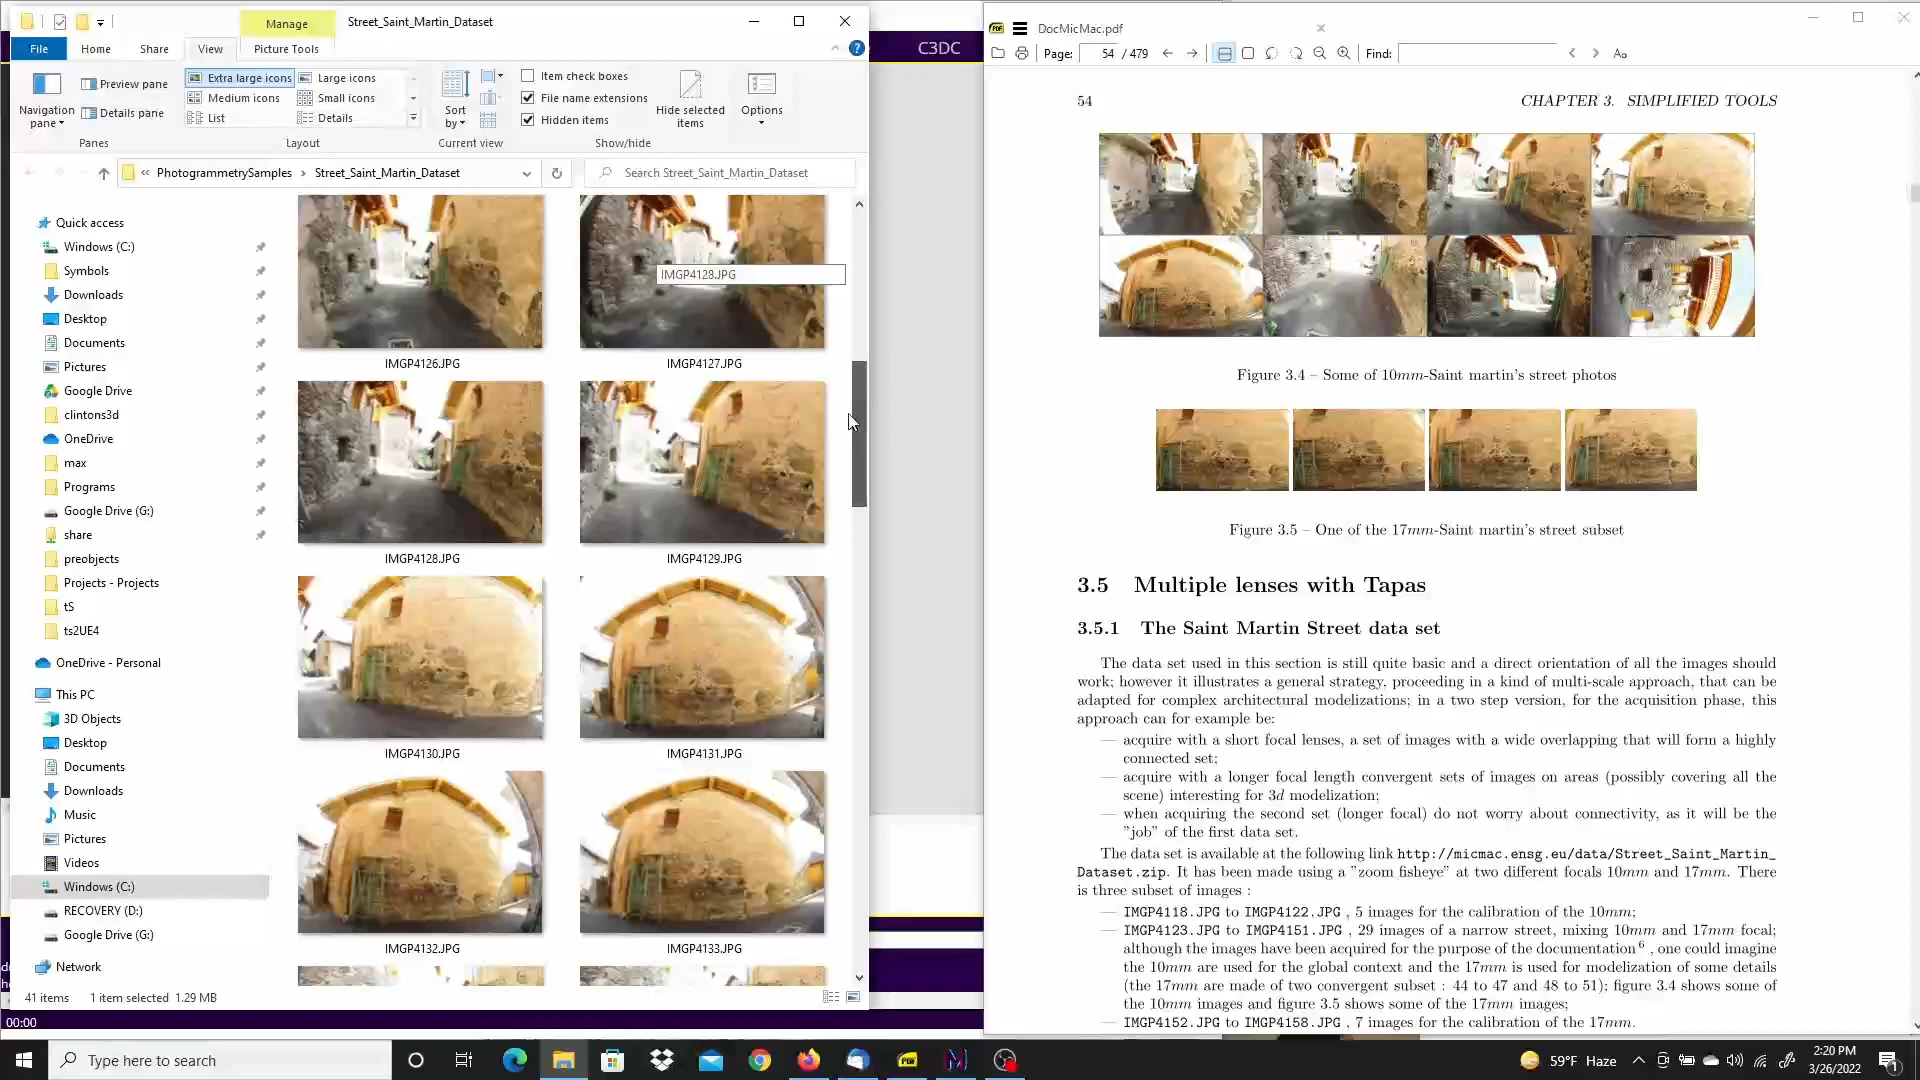 Manage
Street_Saint_Martin_Dataset
File
Home
Share
View
Picture Tools
Navigation
pane
Preview pane
Details pane
Panes
Extra large icons
Large icons
Medium icons
Small icons
List
Details
Layout
Sort
by
Current view
Item check boxes
File name extensions
Hidden items
Hide selected
items
Show/hide
Options
« PhotogrammetrySamples › Street_Saint_Martin_Dataset
Search Street_Saint_Martin_Dataset
Quick access
Windows (C:)
Symbols
Downloads
Desktop
Documents
Pictures
Google Drive
clintons3d
OneDrive
max
Programs
Google Drive (G:)
share
preobjects
Projects - Projects
tS
ts2UE4
OneDrive - Personal
This PC
3D Objects
Desktop
Documents
Downloads
Music
Pictures
Videos
Windows (C:)
RECOVERY (D:)
Google Drive (G:)
Network
IMGP4128.JPG
IMGP4126.JPG
IMGP4127.JPG
IMGP4128.JPG
IMGP4129.JPG
IMGP4130.JPG
IMGP4131.JPG
IMGP4132.JPG
IMGP4133.JPG
41 items
1 item selected 1.29 MB
00:00
C3DC
DocMicMac.pdf
Page: 54 / 479
Find:
Aa
54
CHAPTER 3. SIMPLIFIED TOOLS
Figure 3.4 – Some of 10mm-Saint martin's street photos
Figure 3.5 – One of the 17mm-Saint martin's street subset
3.5 Multiple lenses with Tapas
3.5.1 The Saint Martin Street data set
The data set used in this section is still quite basic and a direct orientation of all the images should
work; however it illustrates a general strategy, proceeding in a kind of multi-scale approach, that can be
adapted for complex architectural modelizations; in a two step version, for the acquisition phase, this
approach can for example be:
— acquire with a short focal lenses, a set of images with a wide overlapping that will form a highly
connected set;
— acquire with a longer focal length convergent sets of images on areas (possibly covering all the
scene) interesting for 3d modelization;
— when acquiring the second set (longer focal) do not worry about connectivity, as it will be the
"job" of the first data set.
The data set is available at the following link http://micmac.ensg.eu/data/Street_Saint_Martin_
Dataset.zip. It has been made using a "zoom fisheye" at two different focals 10mm and 17mm. There
is three subset of images :
— IMGP4118.JPG to IMGP4122.JPG , 5 images for the calibration of the 10mm;
— IMGP4123.JPG to IMGP4151.JPG , 29 images of a narrow street, mixing 10mm and 17mm focal;
although the images have been acquired for the purpose of the documentation 6 , one could imagine
the 10mm are used for the global context and the 17mm is used for modelization of some details
(the 17mm are made of two convergent subset : 44 to 47 and 48 to 51); figure 3.4 shows some of
the 10mm images and figure 3.5 shows some of the 17mm images;
— IMGP4152.JPG to IMGP4158.JPG , 7 images for the calibration of the 17mm.
Type here to search
59°F Haze
2:20 PM
3/26/2022